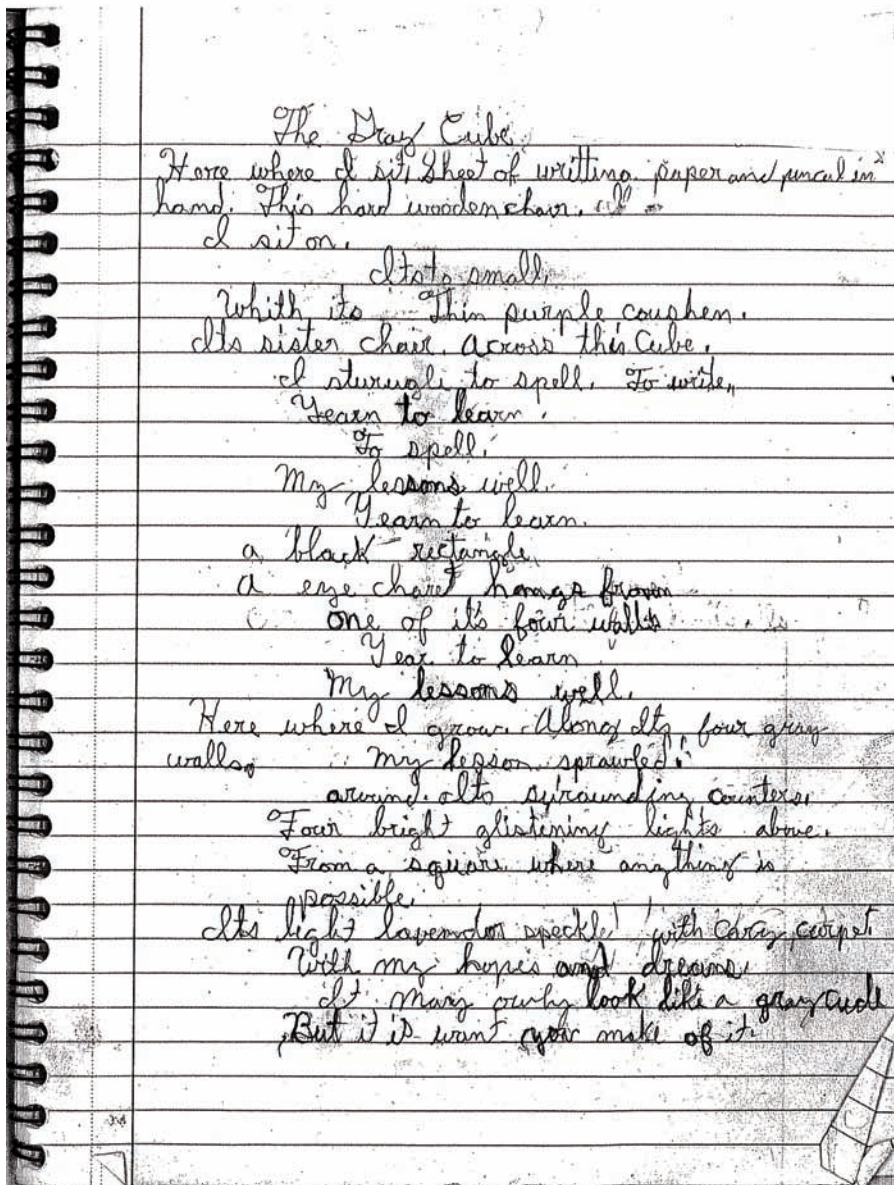 The Gray Cube
Here where I sit, Sheet of writting paper and puncul in
hand. This hard wooden chair.
I sit on.
Its to small.
Whith its Thin purple coushen.
Its sister chair. Across this Cube.
I sturugle to spell. To write,
Yearn to learn.
To spell.
My lessons well.
Yearn to learn.
a black rectangle
a eye chart hangs from
one of it's four walls
Year to learn
My lessons well.
Here where I grow. Along Its four gray
walls. My lesson sprawled.
around. Its surounding counters.
Four bright glistening lights above.
From a square where anything is
possible.
Its light lavendor speckle with carpet.
With my hopes and dreams.
It only look like a gray
But it is want you make of it.